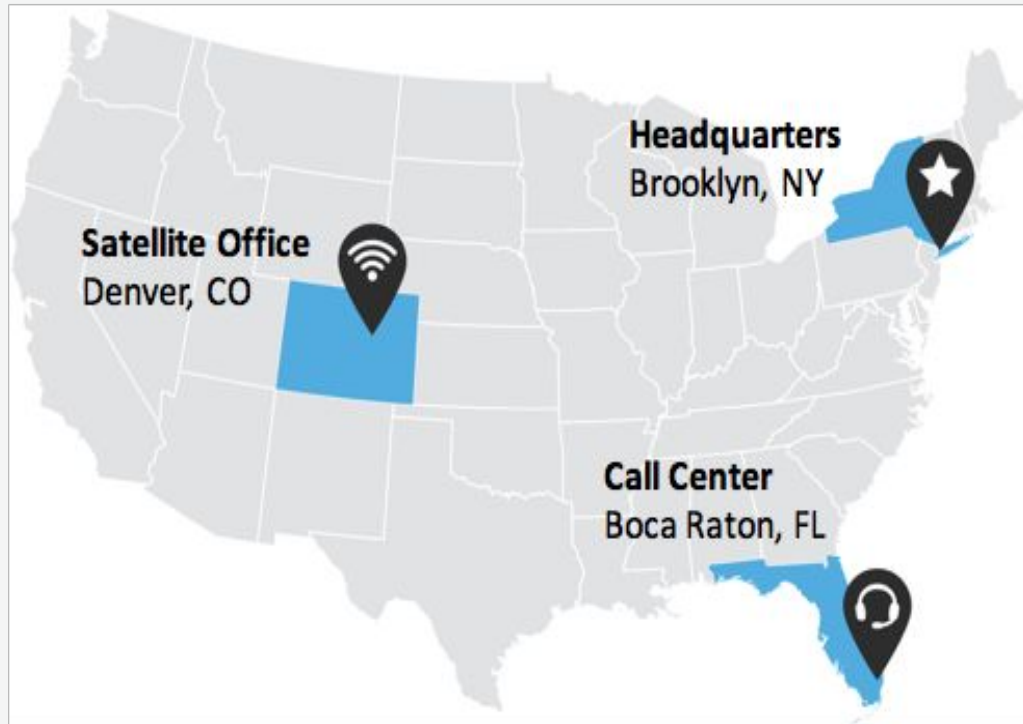 Headquarters
Brooklyn, NY
Satellite Office
Denver, CO
Call Center
Boca Raton, FL